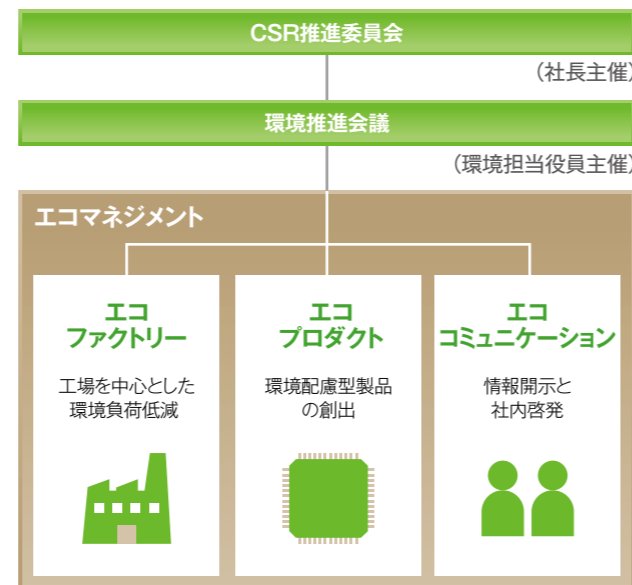 CSR推進委員会
（社長主催）
環境推進会議
（環境担当役員主催）
エコマネジメント
エコ
ファクトリー
工場を中心とした
環境負荷低減
エコ
プロダクト
環境配慮型製品
の創出
エコ
コミュニケーション
情報開示と
社内啓発